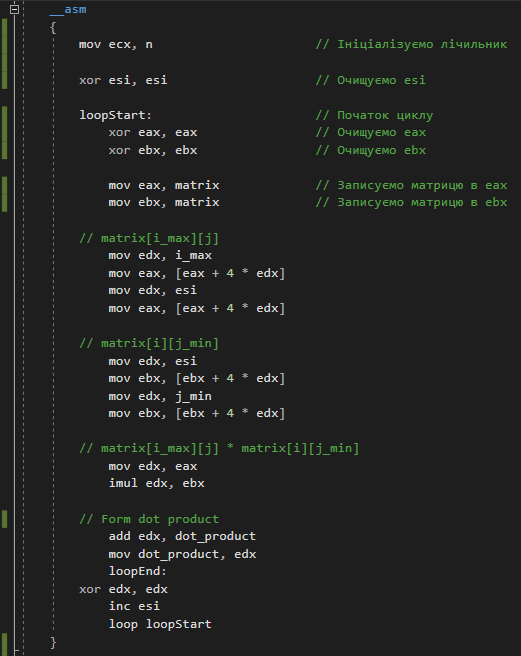 __asm
{
mov ecx, n // Ініціалізуємо лічильник
xor esi, esi // Очищуємо esi
loopStart: // Початок циклу
xor eax, eax // Очищуємо eax
xor ebx, ebx // Очищуємо ebx
mov eax, matrix // Записуємо матрицю в eax
mov ebx, matrix // Записуємо матрицю в ebx
// matrix[i_max][j]
mov edx, i_max
mov eax, [eax + 4 * edx]
mov edx, esi
mov eax, [eax + 4 * edx]
// matrix[i][j_min]
mov edx, esi
mov ebx, [ebx + 4 * edx]
mov edx, j_min
mov ebx, [ebx + 4 * edx]
// matrix[i_max][j] * matrix[i][j_min]
mov edx, eax
imul edx, ebx
// Form dot product
add edx, dot_product
mov dot_product, edx
loopEnd:
xor edx, edx
inc esi
loop loopStart
}